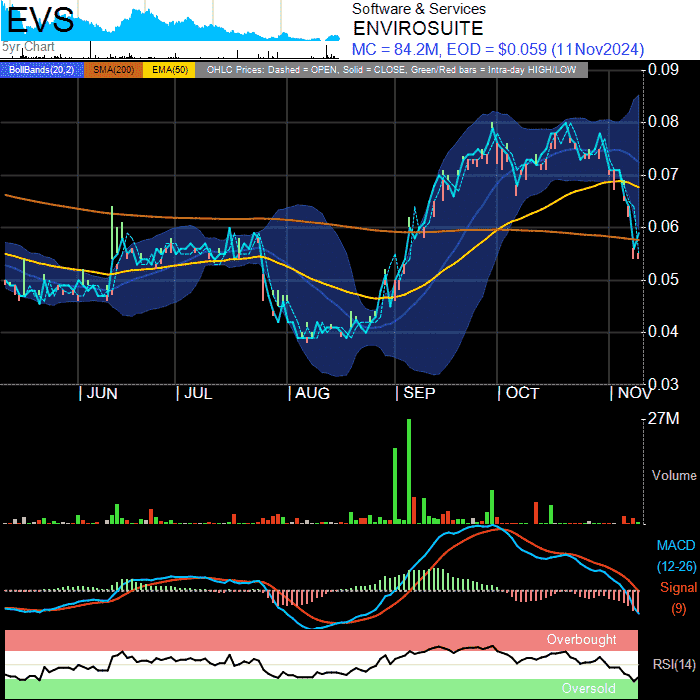 EVS
5yr Chart
Software & Services
ENVIROSUITE
MC = 84.2M, EOD = $0.059 (11Nov2024)
BollBands(20,2) SMA(200) EMA(50) OHLC Prices: Dashed = OPEN, Solid = CLOSE, Green/Red bars = Intra-day HIGH/LOW
0.09
0.08
0.07
0.06
0.05
0.04
0.03
| JUN | JUL | AUG | SEP | OCT | NOV
27M
Volume
MACD
(12-26)
Signal
(9)
Overbought
RSI(14)
Oversold